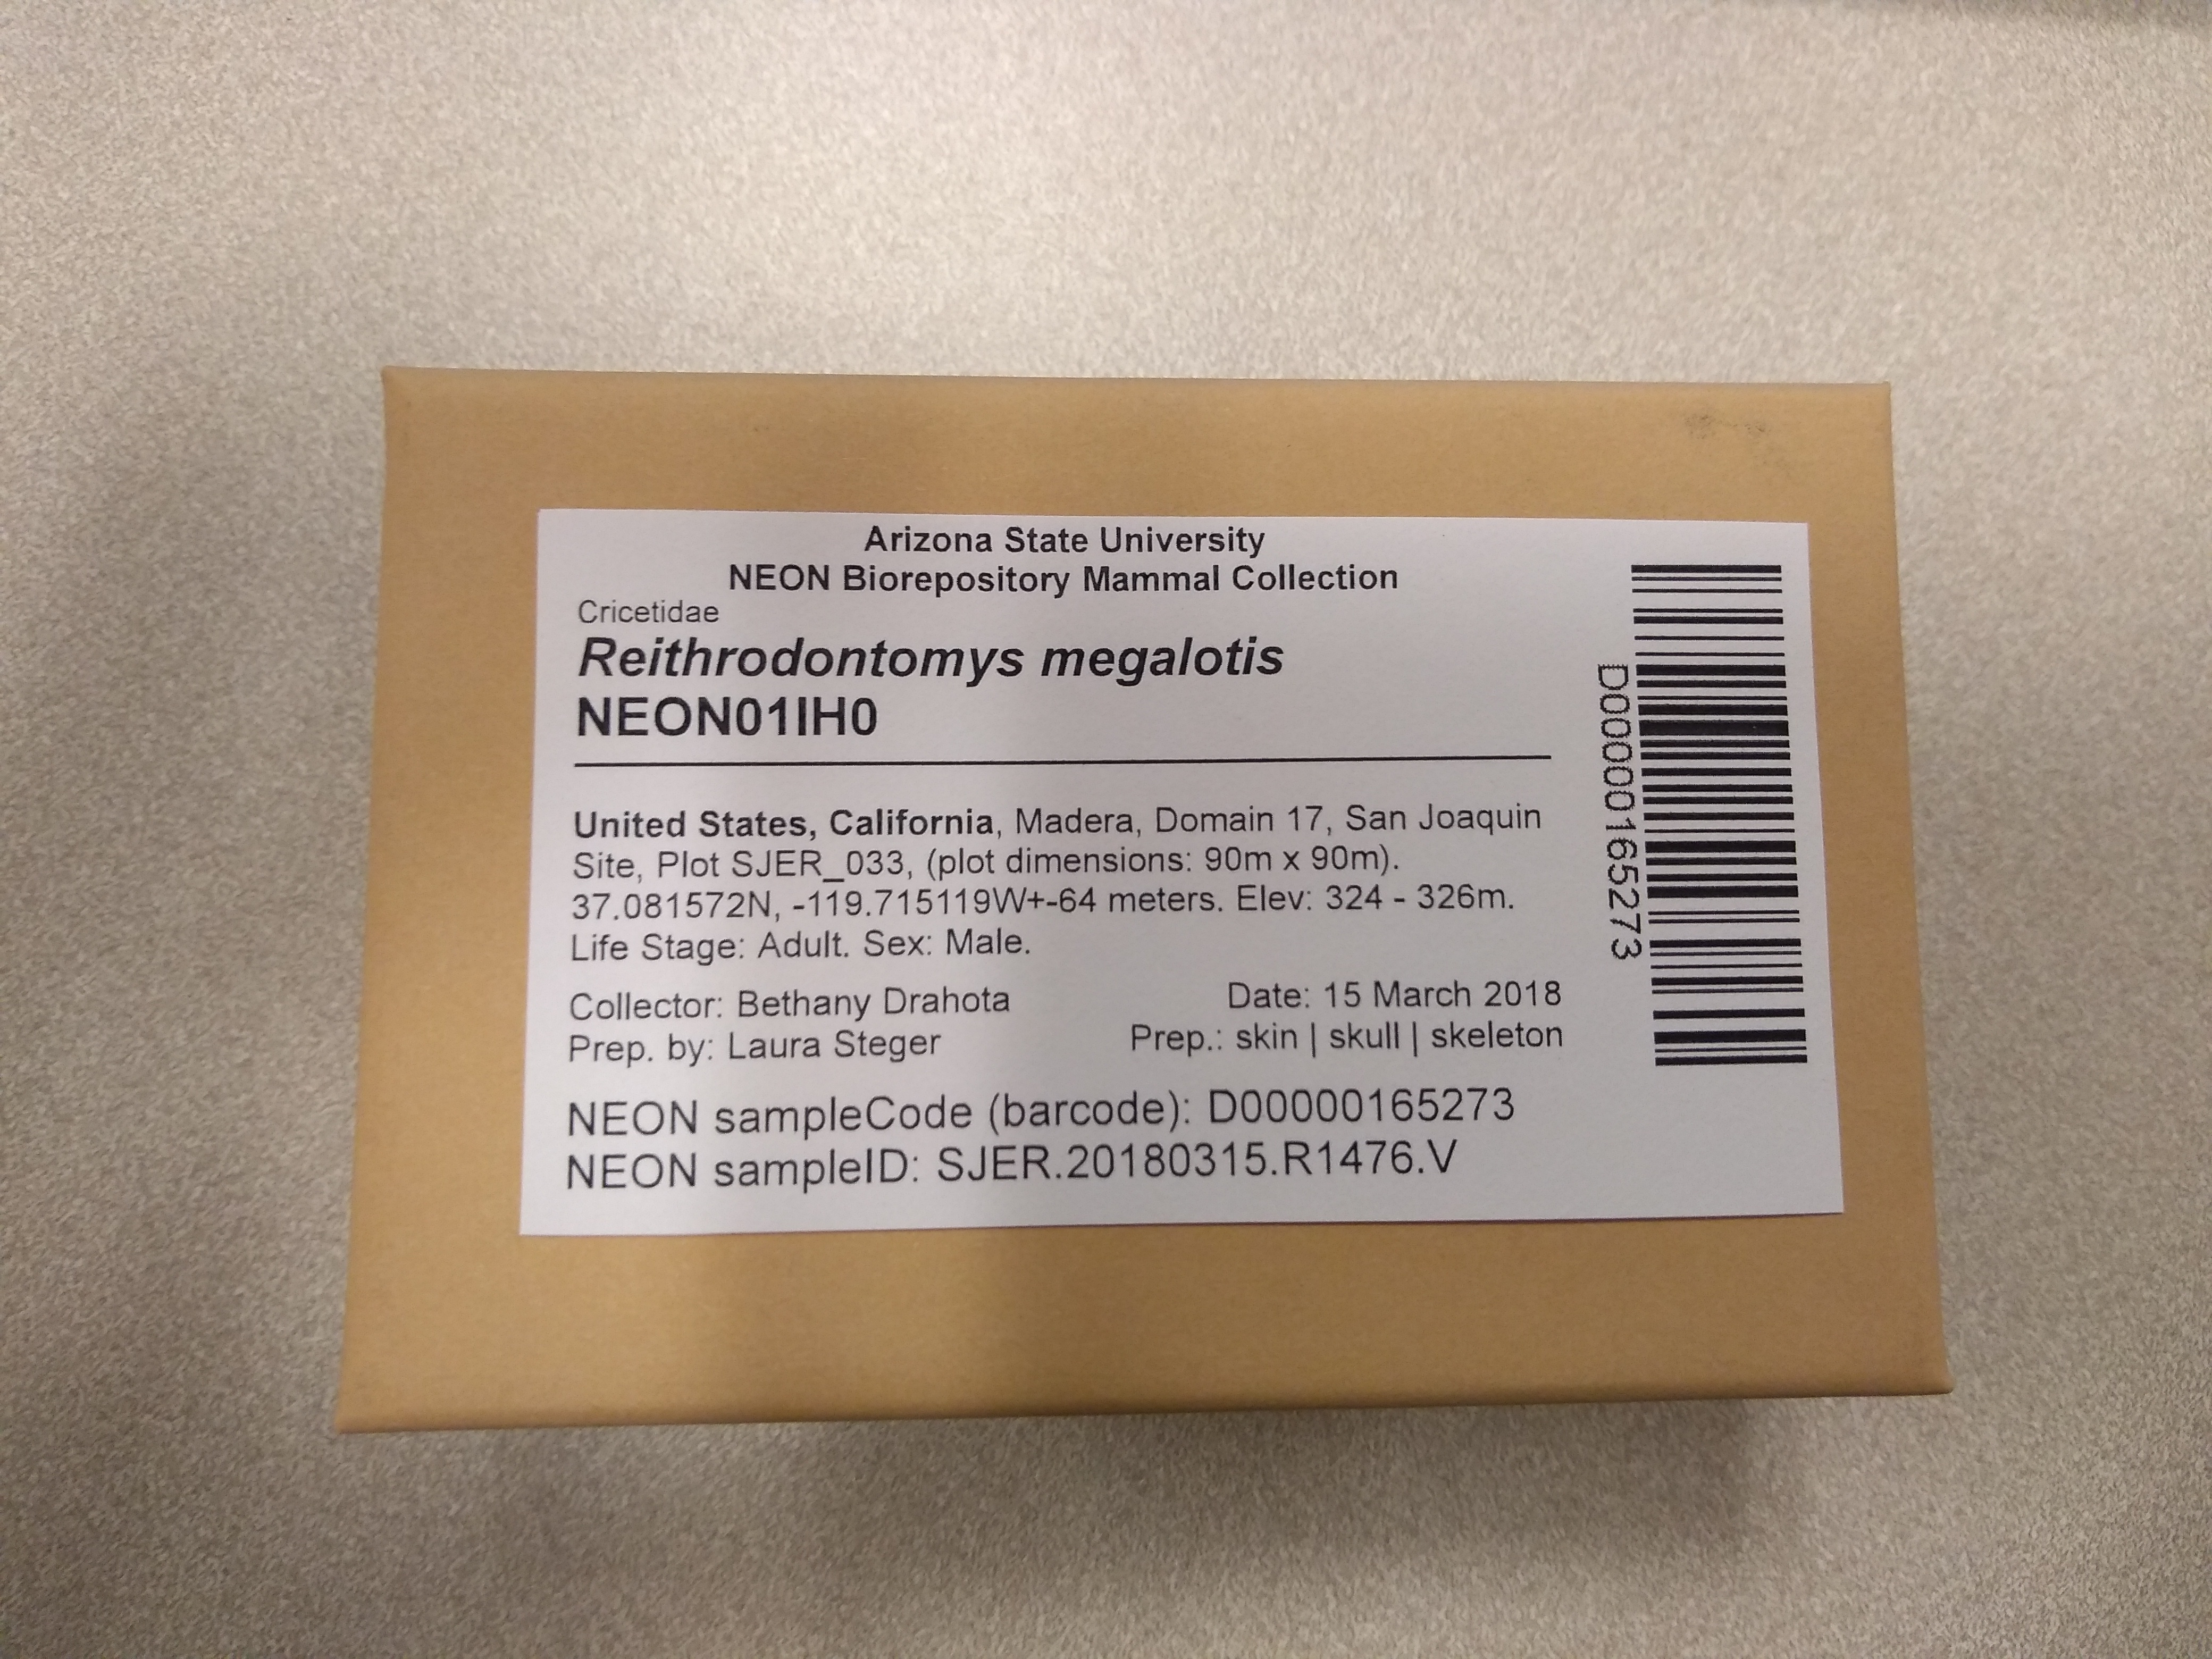 Arizona State University
NEON Biorepository Mammal Collection
Cricetidae
Reithrodontomys megalotis
NEON01IH0
United States, California, Madera, Domain 17, San Joaquin
Site, Plot SJER_033, (plot dimensions: 90m x 90m).
37.081572N, -119.715119W+-64 meters. Elev: 324 - 326m.
Life Stage: Adult. Sex: Male.
Collector: Bethany Drahota Date: 15 March 2018
Prep. by: Laura Steger Prep.: skin | skull | skeleton
NEON sampleCode (barcode): D00000165273
NEON sampleID: SJER.20180315.R1476.V
D00000165273